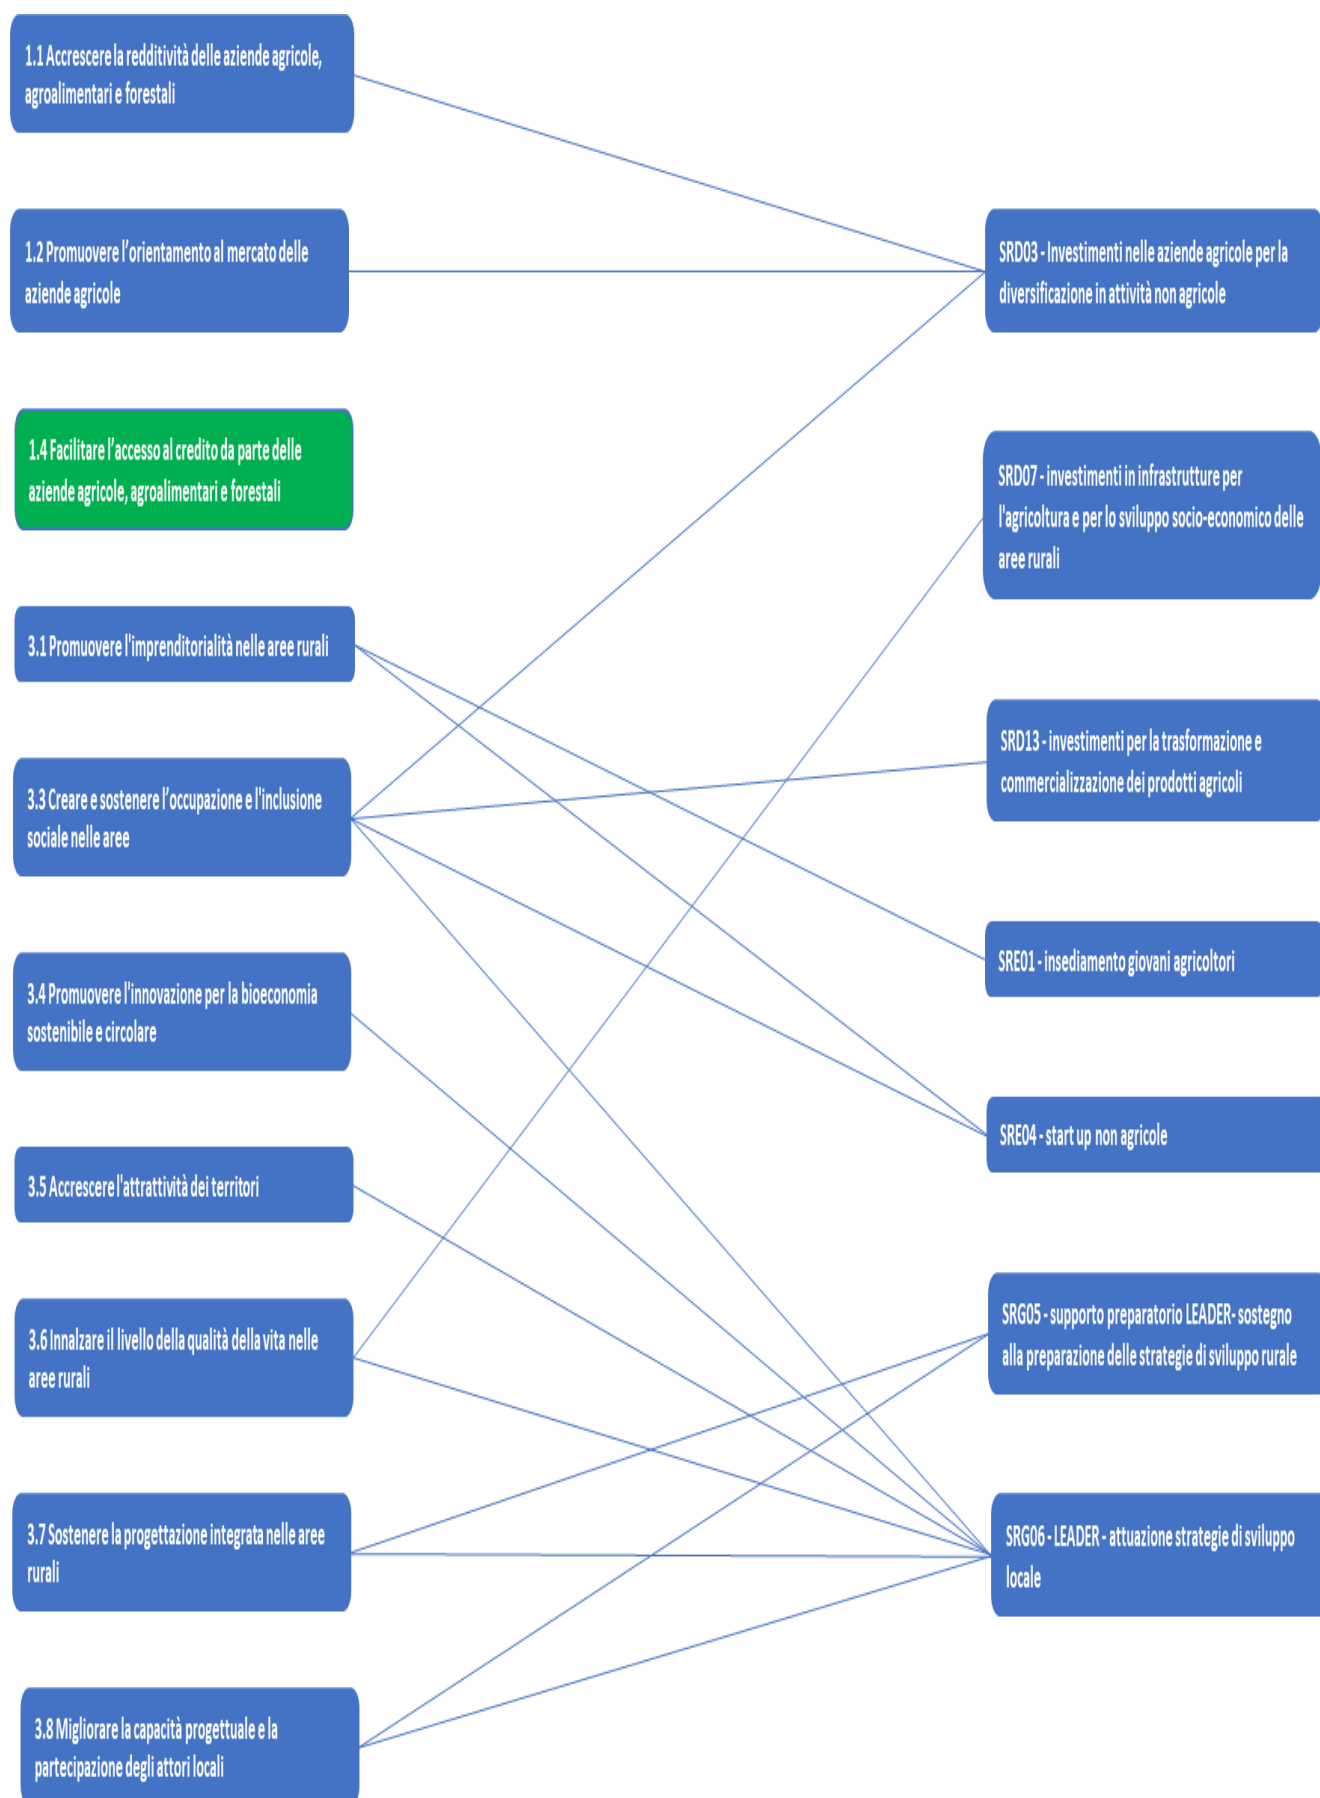 1.1 Accrescere la redditività delle aziende agricole,
agroalimentari e forestali
1.2 Promuovere l’orientamento al mercato delle
aziende agricole
1.4 Facilitare l’accesso al credito da parte delle
aziende agricole, agroalimentari e forestali
3.1 Promuovere l'imprenditorialità nelle aree rurali
3.3 Creare e sostenere l’occupazione e l'inclusione
sociale nelle aree
3.4 Promuovere l'innovazione per la bioeconomia
sostenibile e circolare
3.5 Accrescere l'attrattività dei territori
3.6 Innalzare il livello della qualità della vita nelle
aree rurali
3.7 Sostenere la progettazione integrata nelle aree
rurali
3.8 Migliorare la capacità progettuale e la
partecipazione degli attori locali
SRD03 - Investimenti nelle aziende agricole per la
diversificazione in attività non agricole
SRD07 - investimenti in infrastrutture per
l'agricoltura e per lo sviluppo socio-economico delle
aree rurali
SRD13 - investimenti per la trasformazione e
commercializzazione dei prodotti agricoli
SRE01 - insediamento giovani agricoltori
SRE04 - start up non agricole
SRG05 - supporto preparatorio LEADER- sostegno
alla preparazione delle strategie di sviluppo rurale
SRG06 - LEADER - attuazione strategie di sviluppo
locale